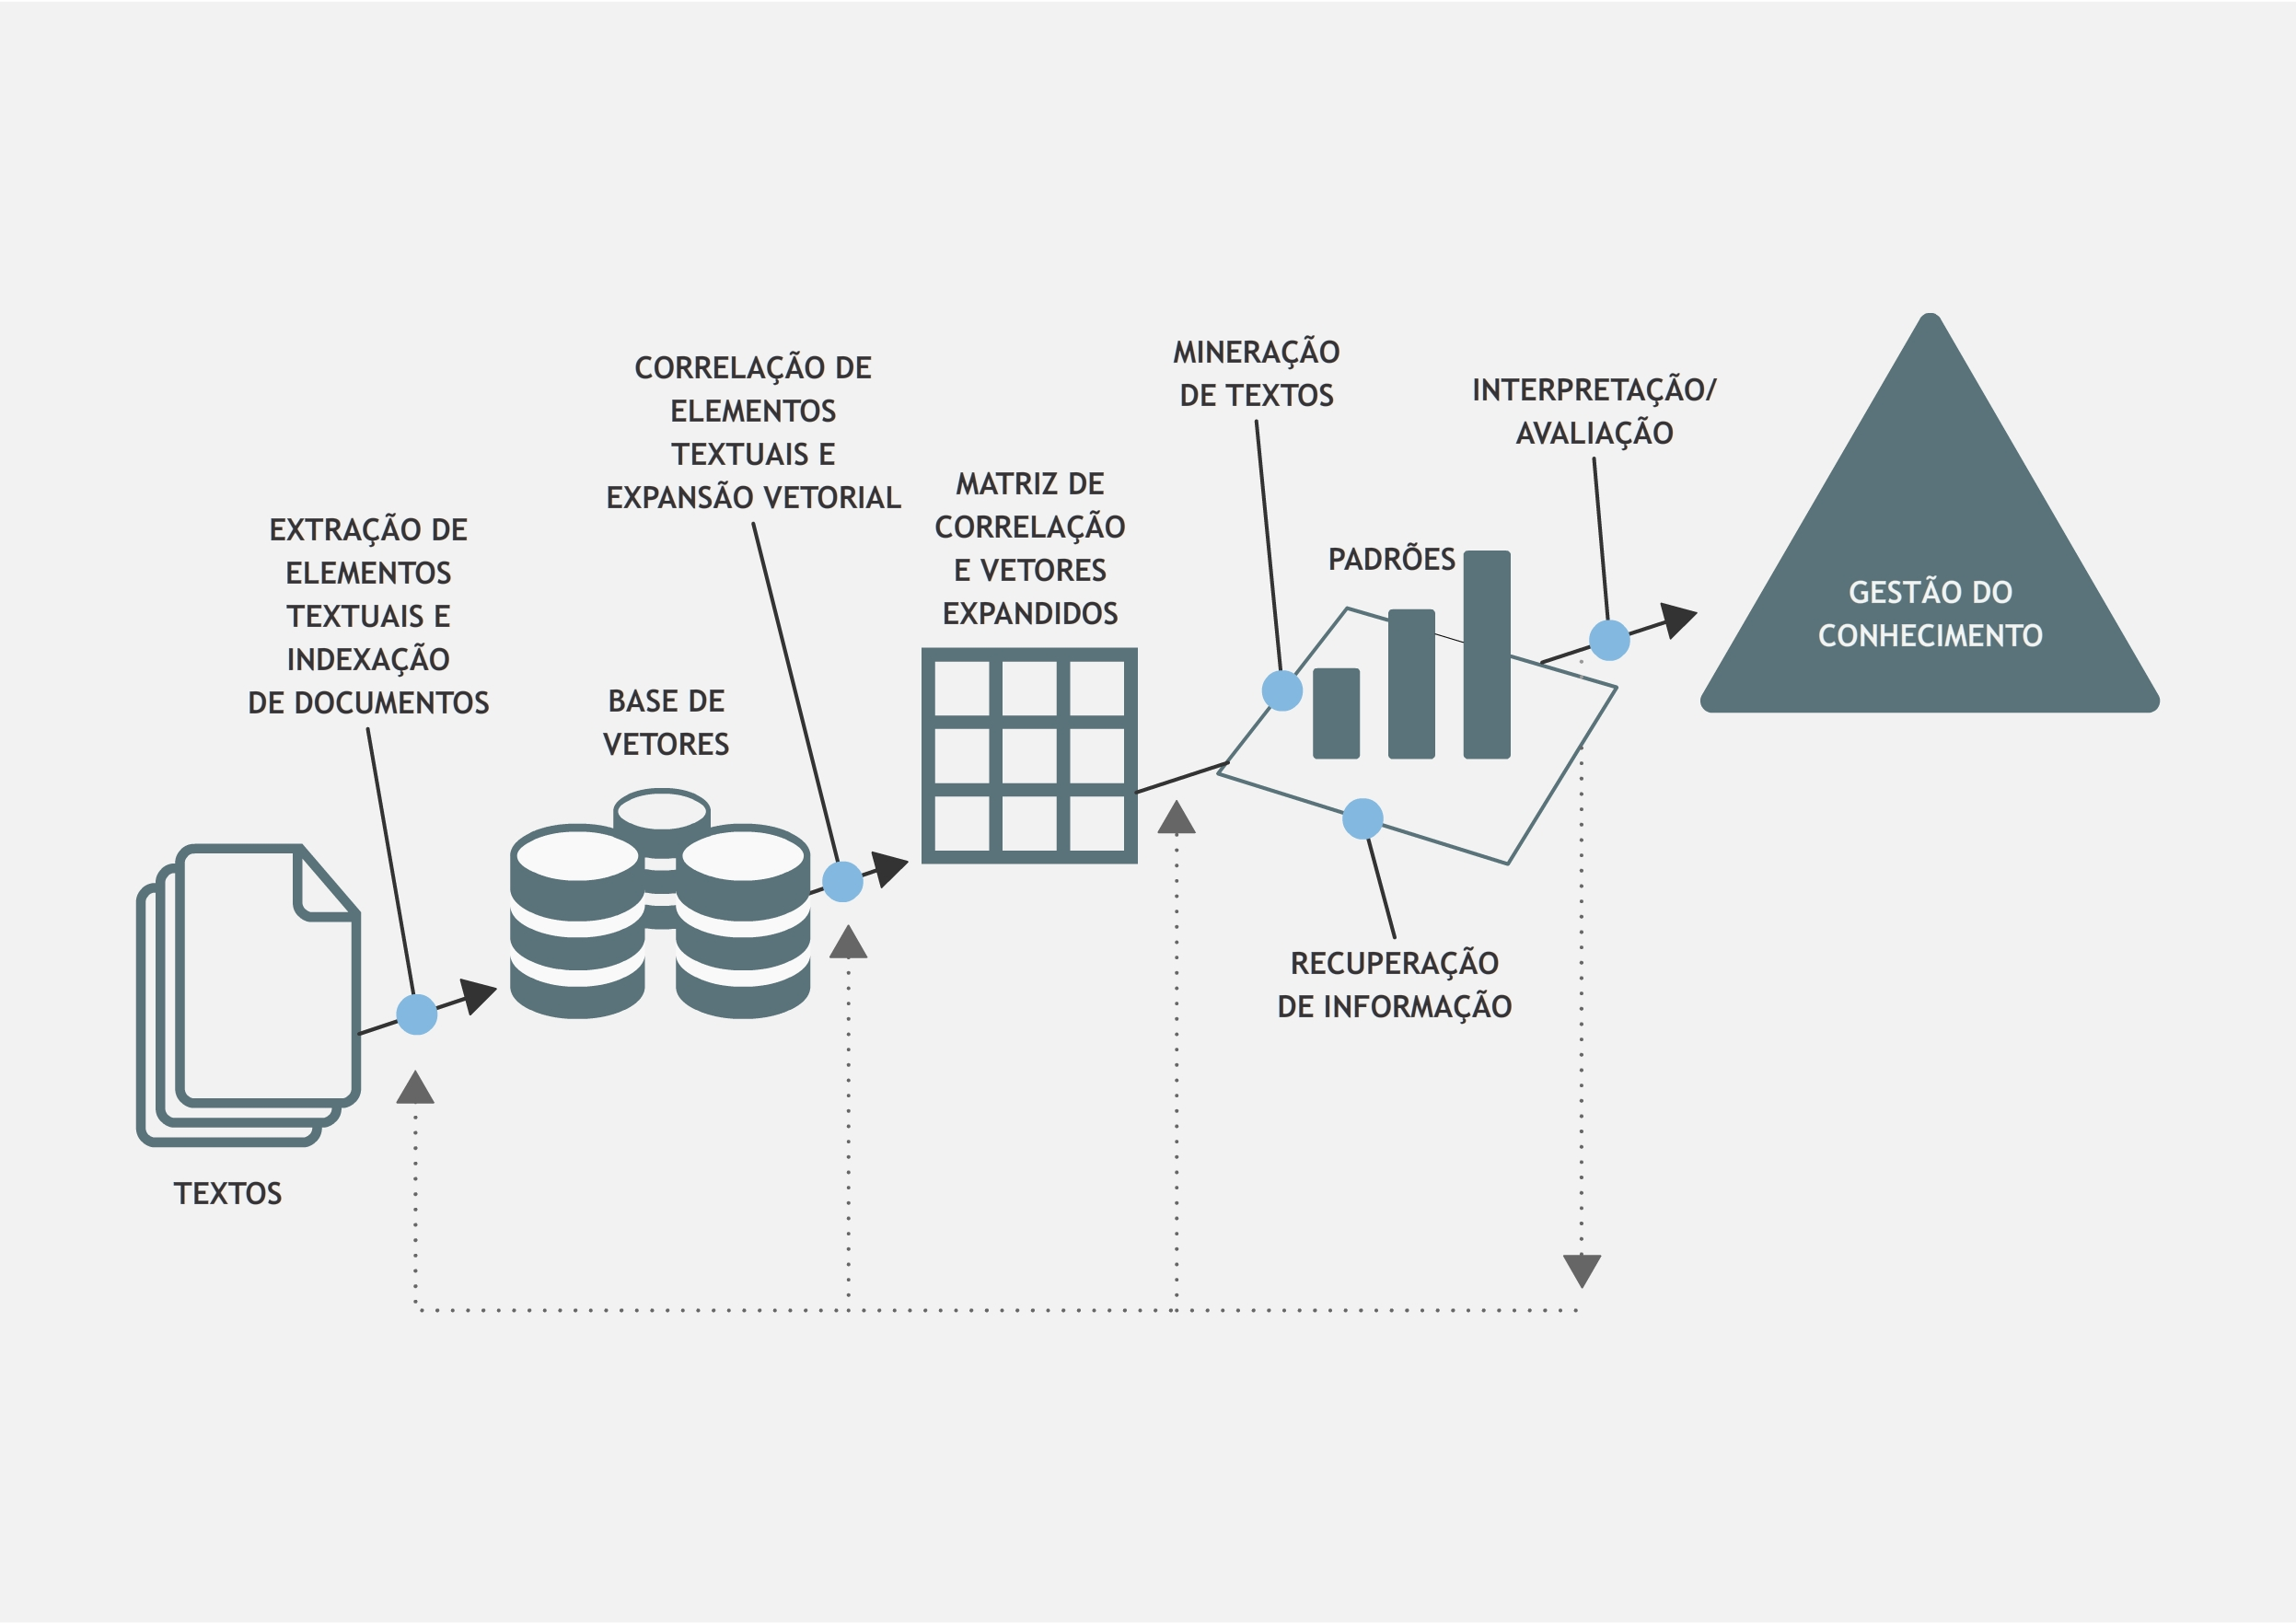 EXTRAÇÃO DE
ELEMENTOS
TEXTUAIS E
INDEXAÇÃO
DE DOCUMENTOS
TEXTOS
CORRELAÇÃO DE
ELEMENTOS
TEXTUAIS E
EXPANSÃO VETORIAL
BASE DE
VETORES
MATRIZ DE
CORRELAÇÃO
E VETORES
EXPANDIDOS
MINERAÇÃO
DE TEXTOS
PADRÕES
RECUPERAÇÃO
DE INFORMAÇÃO
INTERPRETAÇÃO/
AVALIAÇÃO
GESTÃO DO
CONHECIMENTO